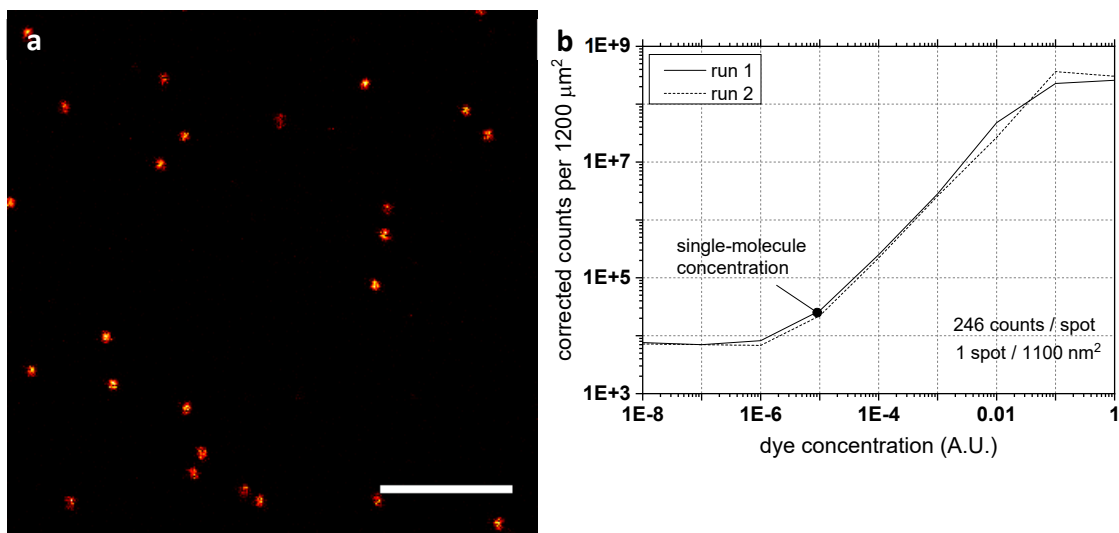 a
b
corrected counts per 1200 μm²
1E+9
1E+7
1E+5
1E+3
run 1
run 2
single-molecule
concentration
246 counts / spot
1 spot / 1100 nm²
1E-8
1E-6
1E-4
0.01
1
dye concentration (A.U.)